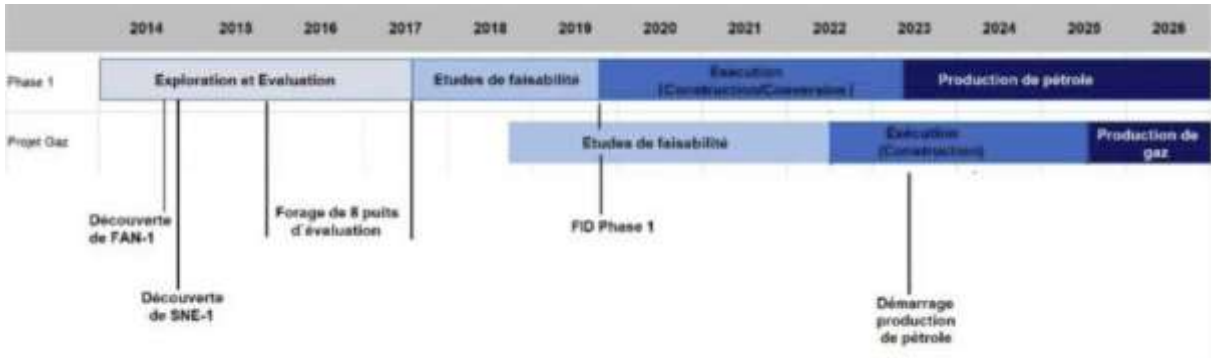 2014 2015 2016 2017 2018 2019 2020 2021 2022 2023 2024 2025 2026
Phase 1
Exploration et Evaluation
Etudes de faisabilité
Execution
(Construction/Conversion)
Production de pétrole
Projet Gaz
Etudes de faisabilité
Exécution
(Construction)
Production de
gaz
Découverte
de FAN-1
Forage de 8 puits
d'évaluation
FID Phase 1
Découverte
de SNE-1
Démarrage
production
de pétrole